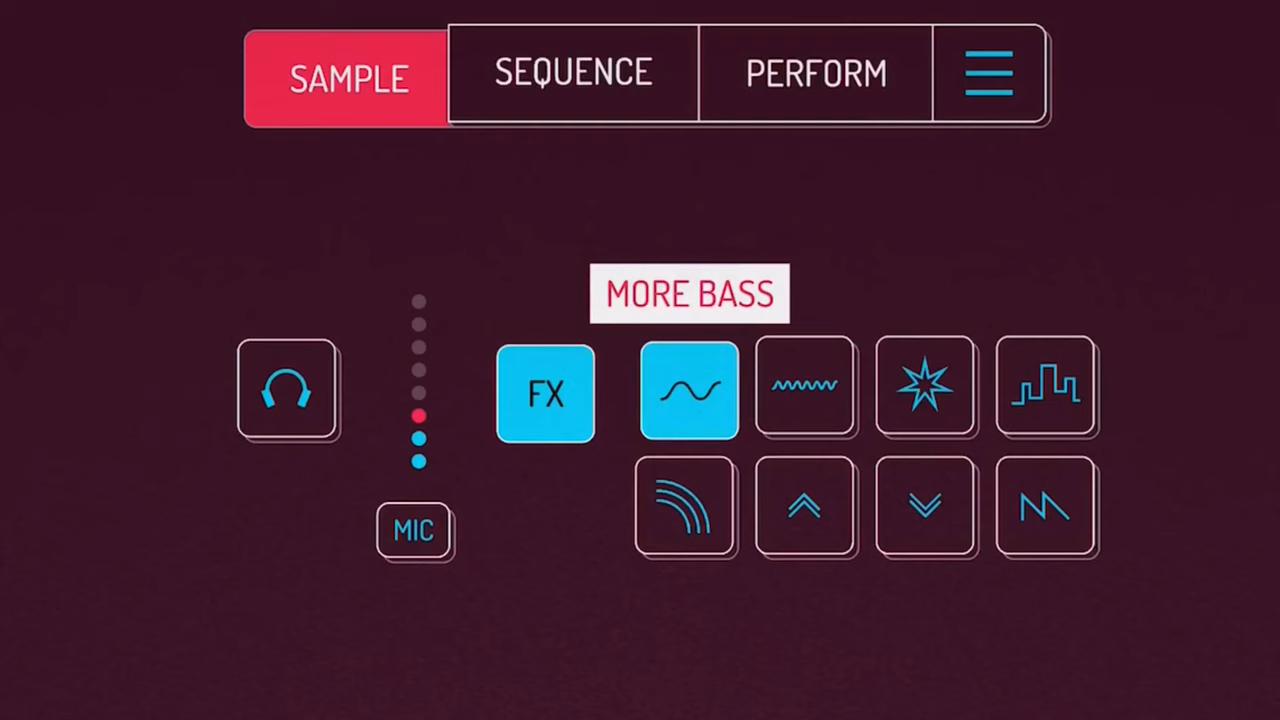 SAMPLE
SEQUENCE
PERFORM
MORE BASS
FX
MIC